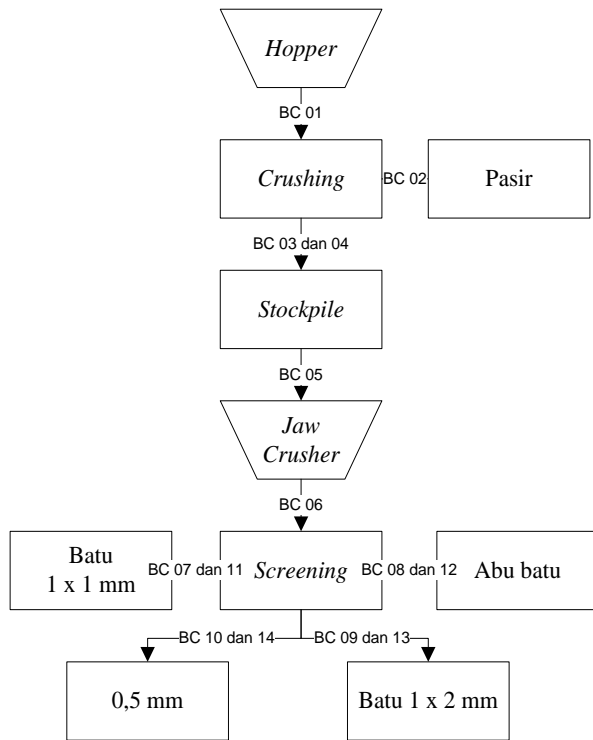 Hopper
BC 01
Crushing
BC 02
Pasir
BC 03 dan 04
Stockpile
BC 05
Jaw
Crusher
BC 06
Batu
1 x 1 mm
BC 07 dan 11
Screening
BC 08 dan 12
Abu batu
BC 10 dan 14
BC 09 dan 13
0,5 mm
Batu 1 x 2 mm